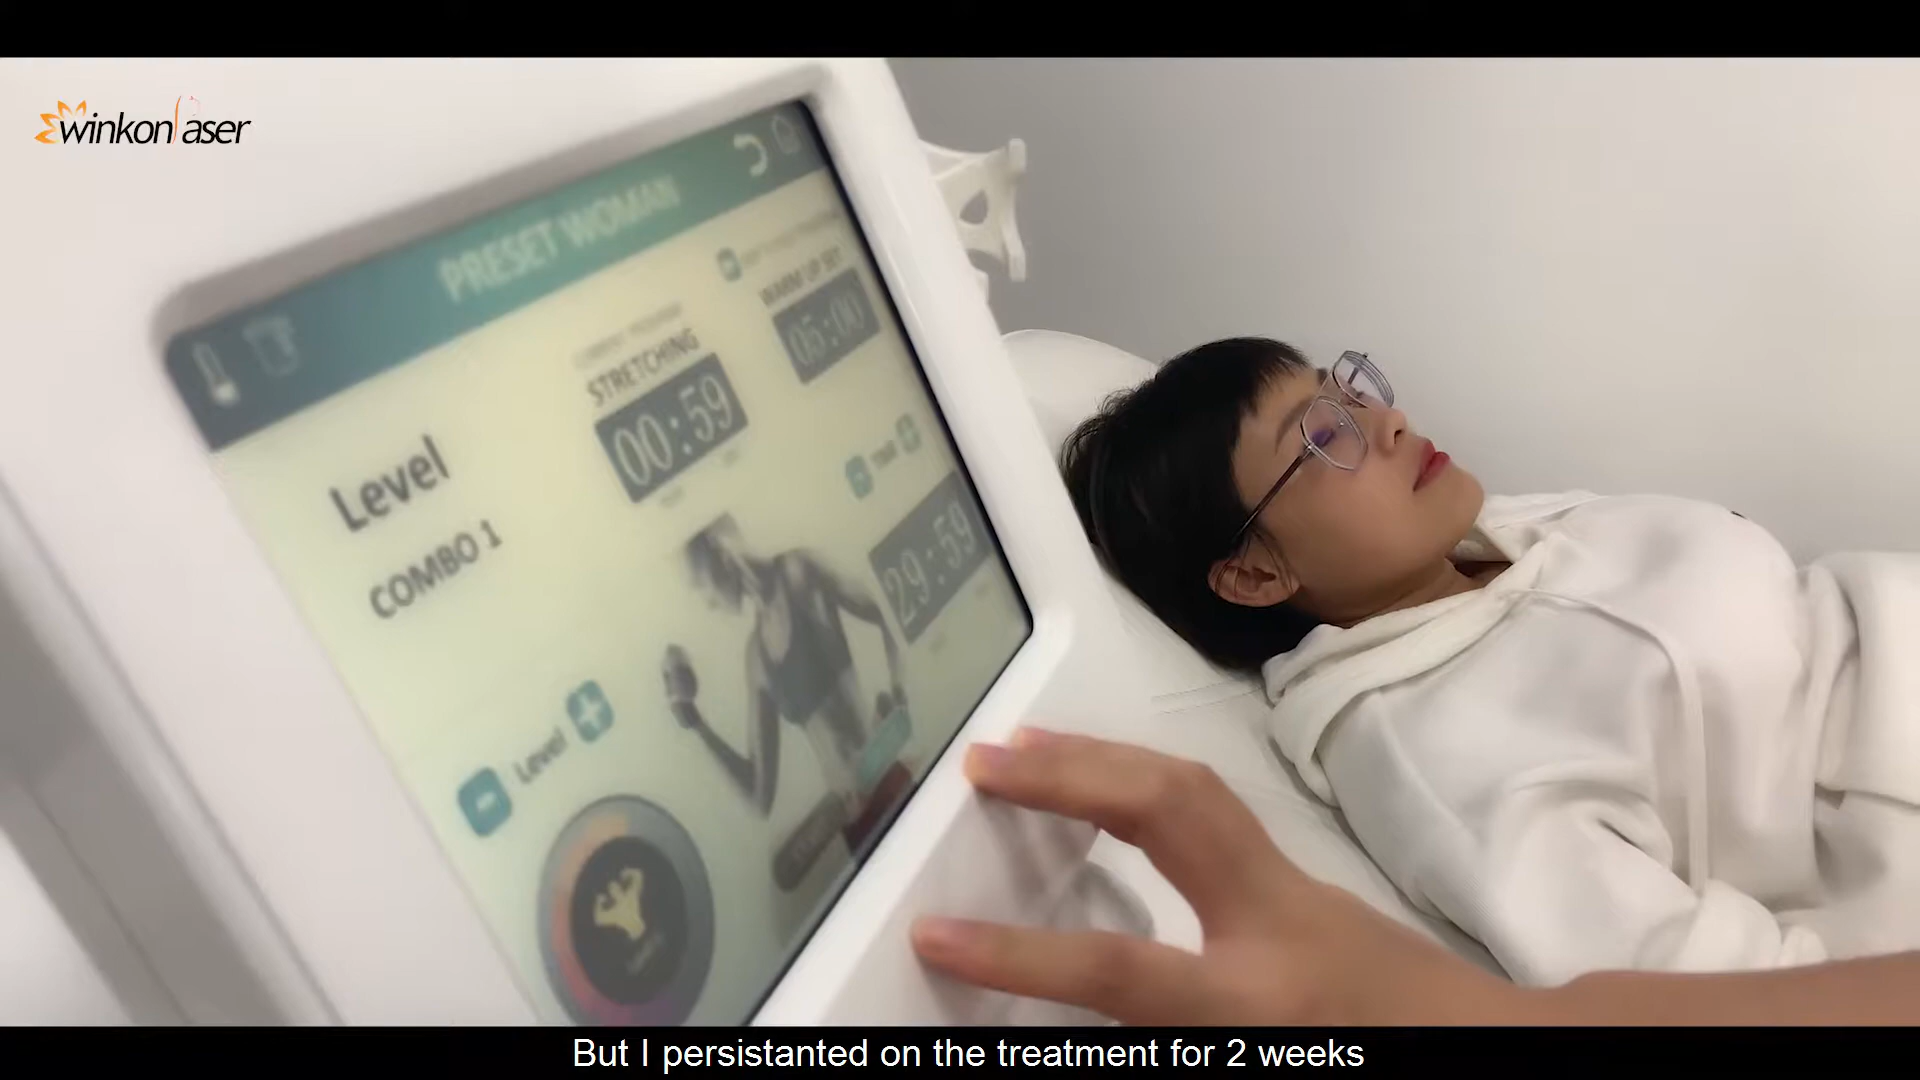 winkonlaser
PRESET WOMAN
STRETCHING
00:59
WARM UP SET
05:00
Level
COMBO 1
29:59
Level
But I persistanted on the treatment for 2 weeks